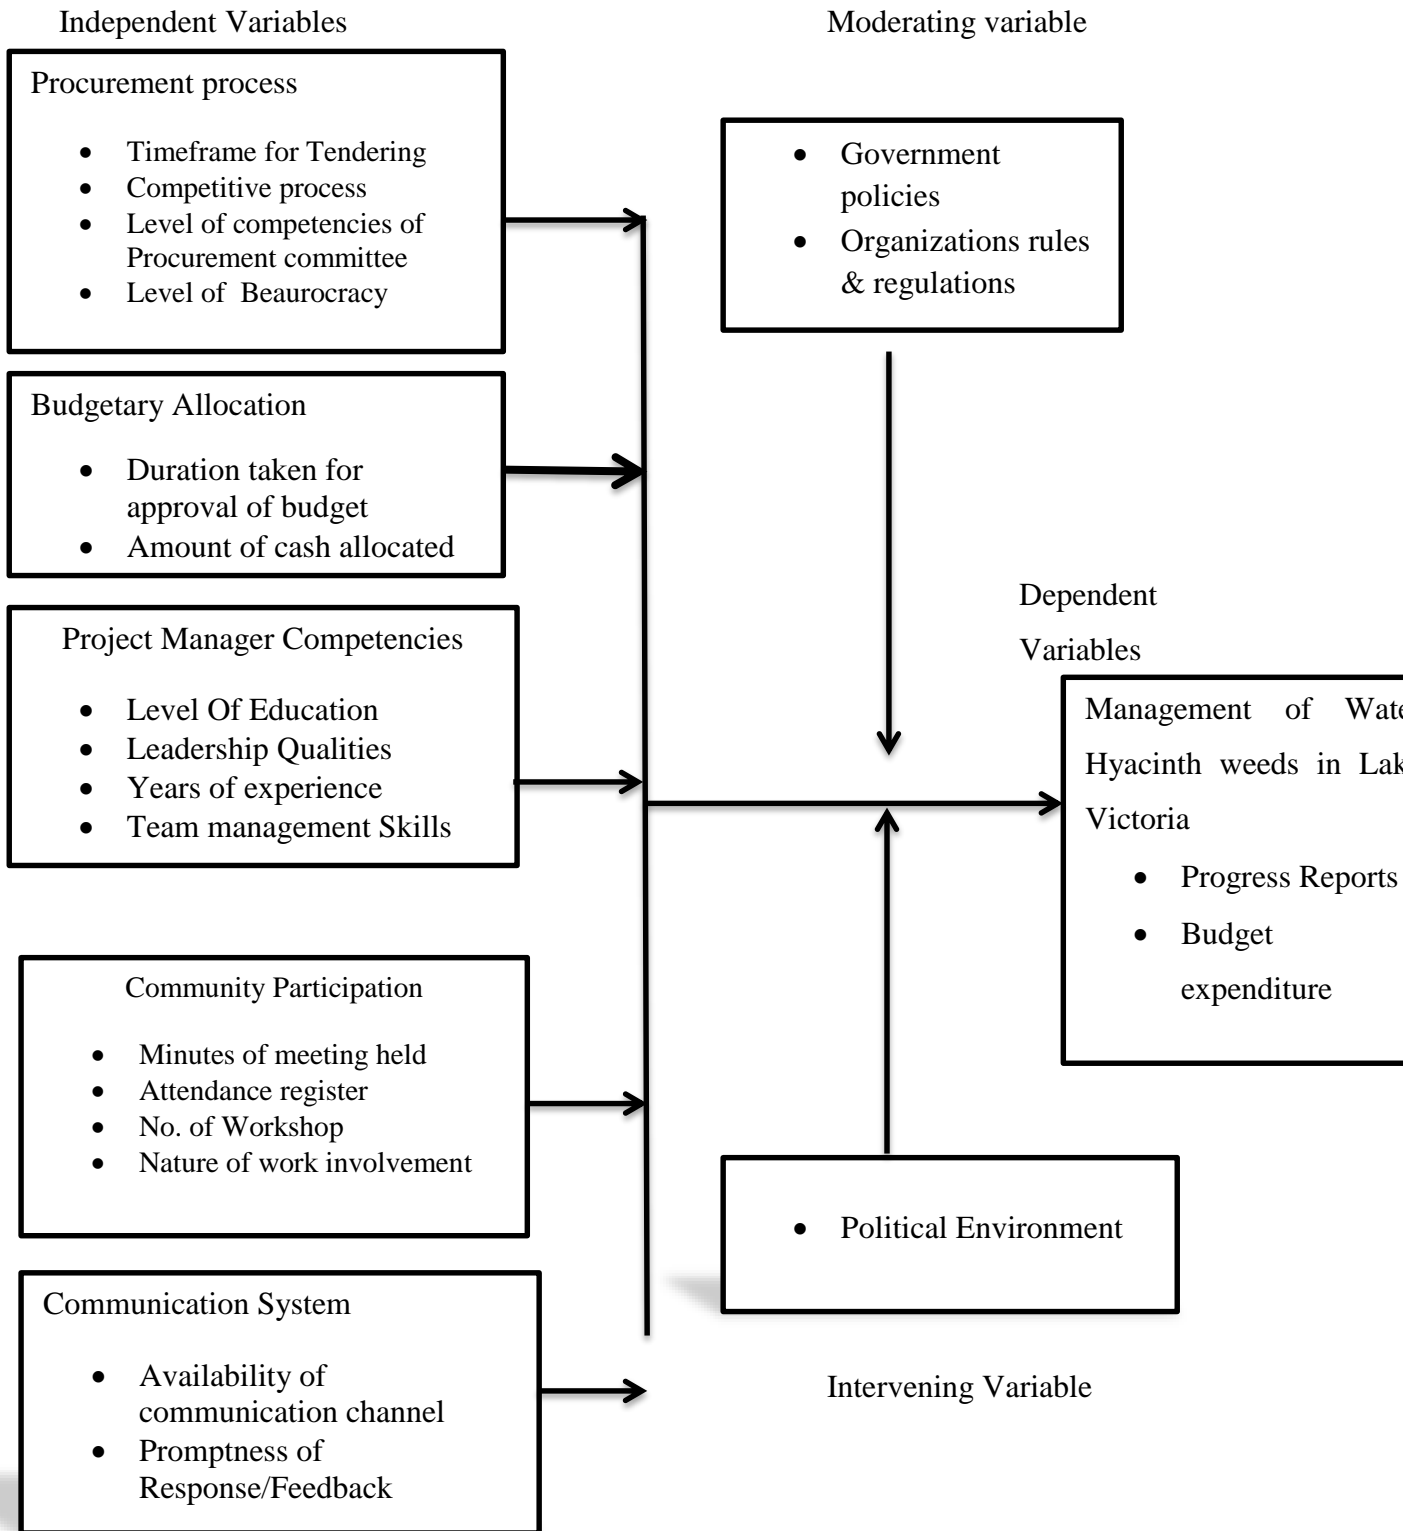 Independent Variables
Moderating variable
Procurement process
• Timeframe for Tendering
• Competitive process
• Level of competencies of
Procurement committee
• Level of Beaurocracy
• Government
policies
• Organizations rules
& regulations
Budgetary Allocation
• Duration taken for
approval of budget
• Amount of cash allocated
Project Manager Competencies
• Level Of Education
• Leadership Qualities
• Years of experience
• Team management Skills
Dependent
Variables
Management of Wate
Hyacinth weeds in Lak
Victoria
• Progress Reports
• Budget
expenditure
Community Participation
• Minutes of meeting held
• Attendance register
• No. of Workshop
• Nature of work involvement
• Political Environment
Intervening Variable
Communication System
• Availability of
communication channel
• Promptness of
Response/Feedback